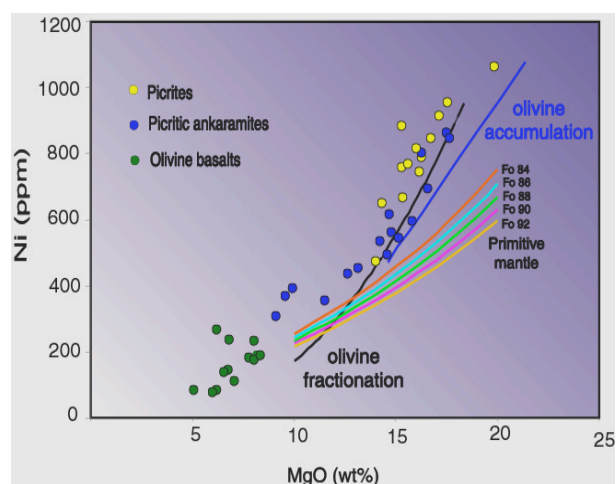 1200
1000
800
600
400
200
0
Ni (ppm)
Picrites
Picritic ankaramites
Olivine basalts
olivine
accumulation
Fo 84
Fo 86
Fo 88
Fo 90
Fo 92
Primitive
mantle
olivine
fractionation
5
10
15
20
25
MgO (wt%)